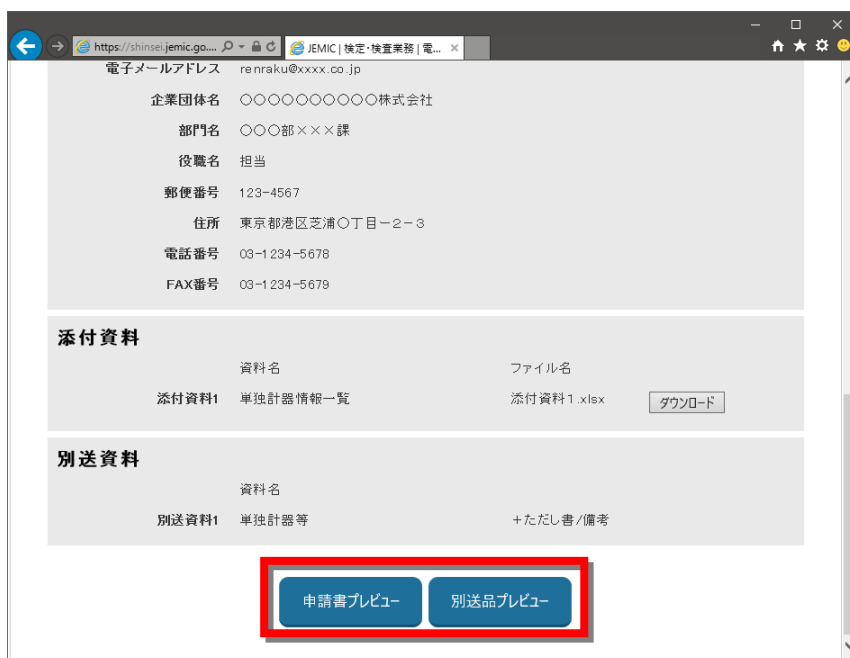 https://shinsei.jemic.go....
JEMIC | 検定・検査業務 | 電...
電子メールアドレス renraku@xxxx.co.jp
企業団体名 ○○○○○○○○○○株式会社
部門名 ○○○部×××課
役職名 担当
郵便番号 123-4567
住所 東京都港区芝浦○丁目－２－３
電話番号 03-1234-5678
FAX番号 03-1234-5679
添付資料
資料名 ファイル名
添付資料1 単独計器情報一覧 添付資料１.xlsx ダウンロード
別送資料
資料名
別送資料1 単独計器等 +ただし書/備考
申請書プレビュー 別送品プレビュー